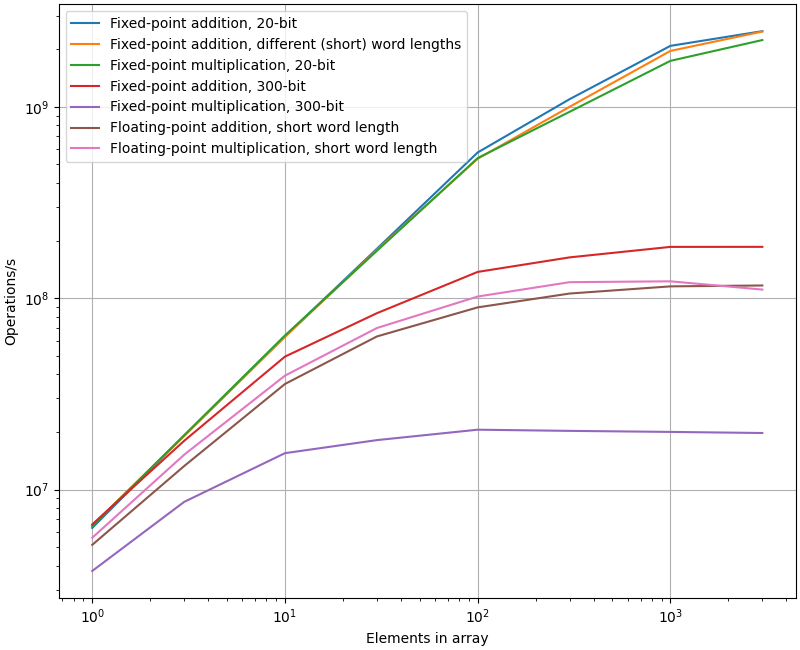 Fixed-point addition, 20-bit
Fixed-point addition, different (short) word lengths
Fixed-point multiplication, 20-bit
Fixed-point addition, 300-bit
Fixed-point multiplication, 300-bit
Floating-point addition, short word length
Floating-point multiplication, short word length
10⁹
10⁸
10⁷
Operations/s
10⁰ 10¹ 10² 10³
Elements in array